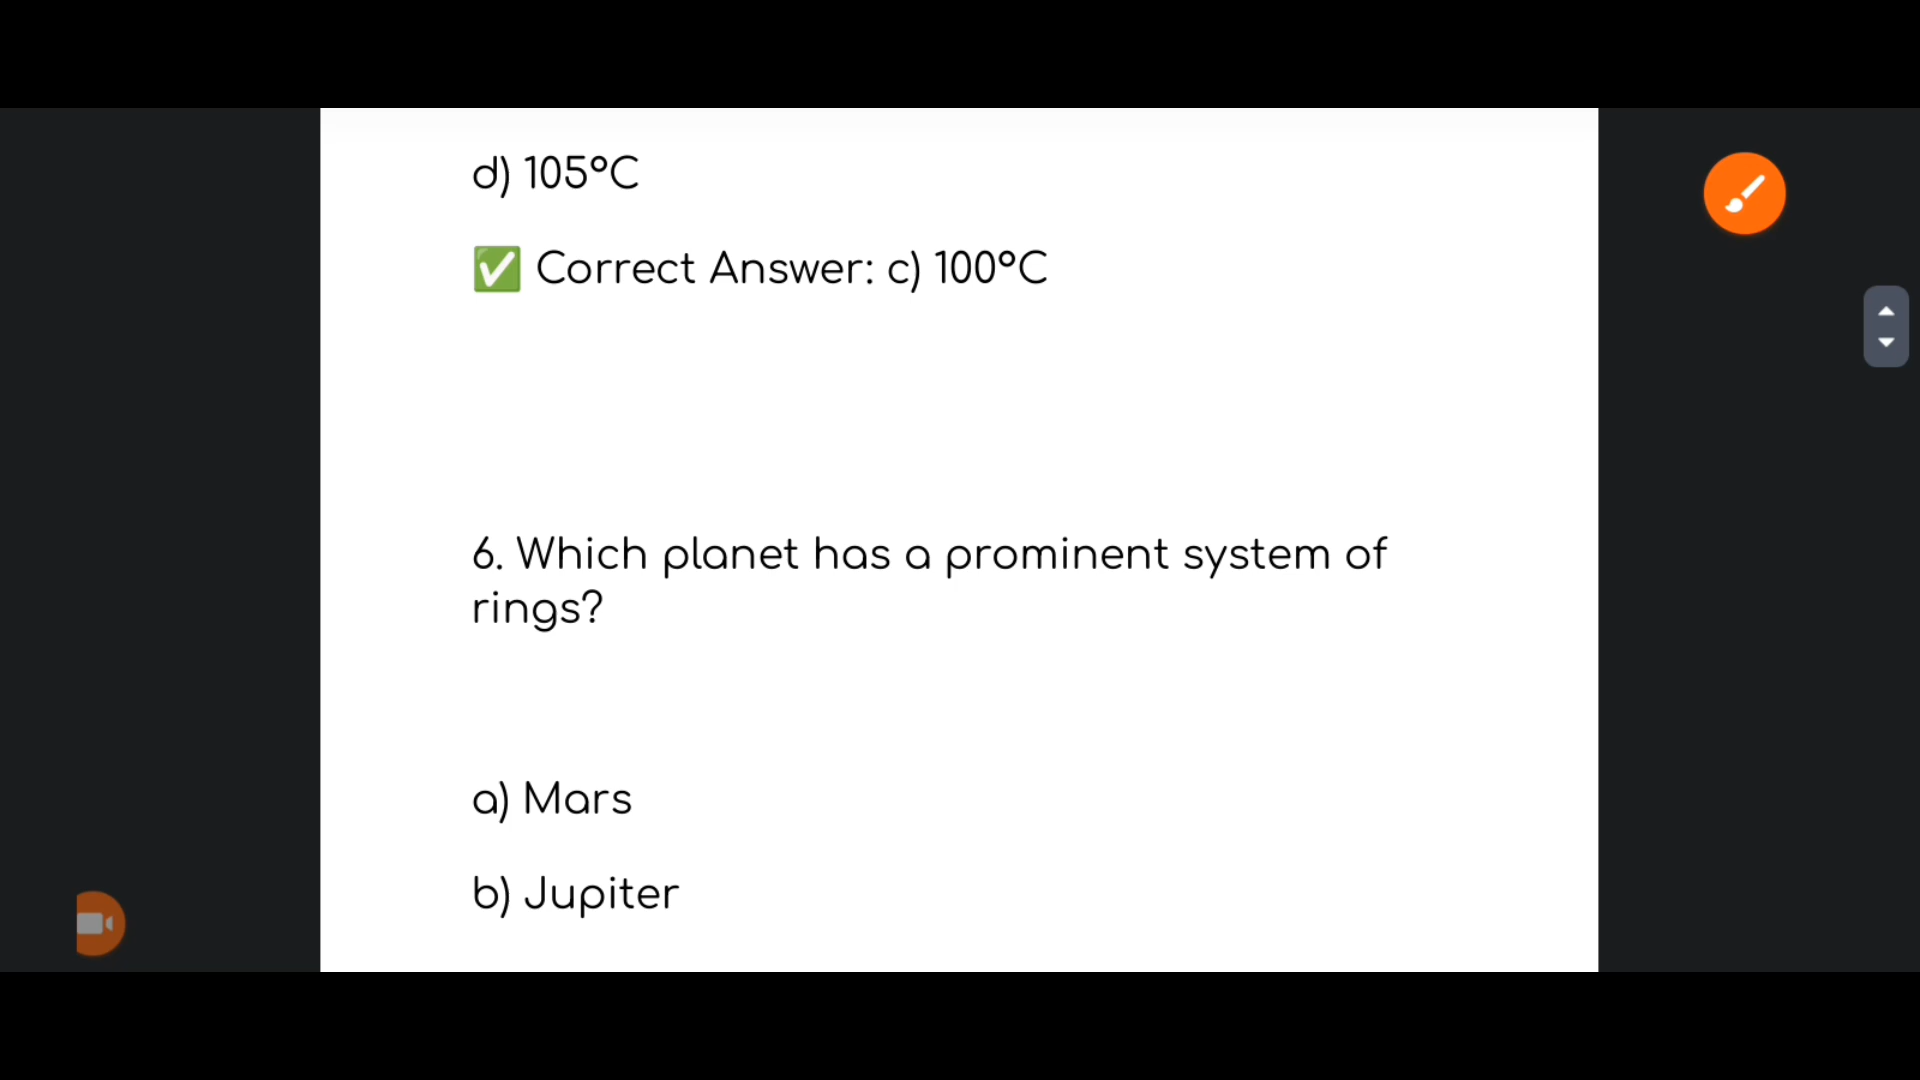 d) 105°C
✅ Correct Answer: c) 100°C
6. Which planet has a prominent system of
rings?
a) Mars
b) Jupiter